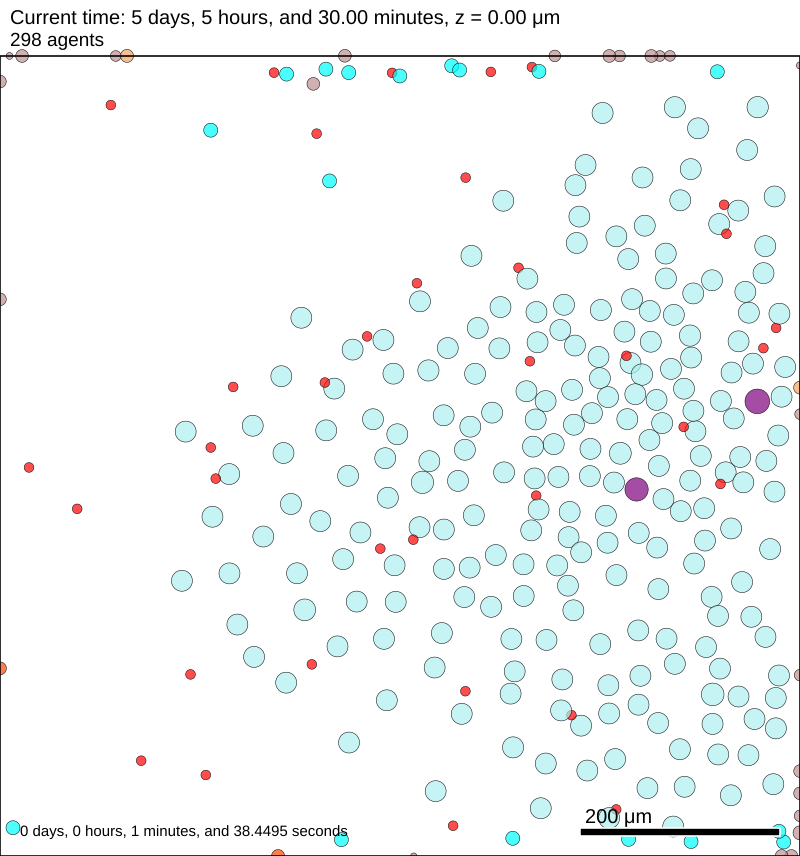 Current time: 5 days, 5 hours, and 30.00 minutes, z = 0.00 μm
298 agents
200 μm
0 days, 0 hours, 1 minutes, and 38.4495 seconds